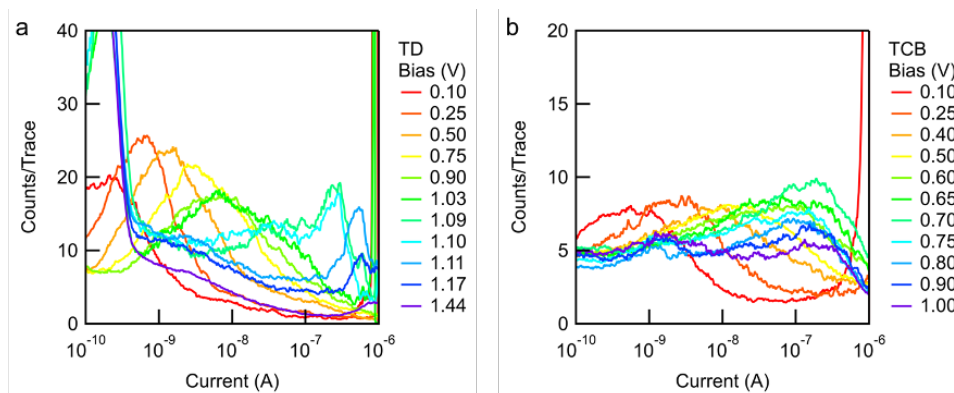 a
40
30
20
10
0
Counts/Trace
10⁻¹⁰ 10⁻⁹ 10⁻⁸ 10⁻⁷ 10⁻⁶
Current (A)
TD
Bias (V)
0.10
0.25
0.50
0.75
0.90
1.03
1.09
1.10
1.11
1.17
1.44
b
20
15
10
5
0
Counts/Trace
10⁻¹⁰ 10⁻⁹ 10⁻⁸ 10⁻⁷ 10⁻⁶
Current (A)
TCB
Bias (V)
0.10
0.25
0.40
0.50
0.60
0.65
0.70
0.75
0.80
0.90
1.00